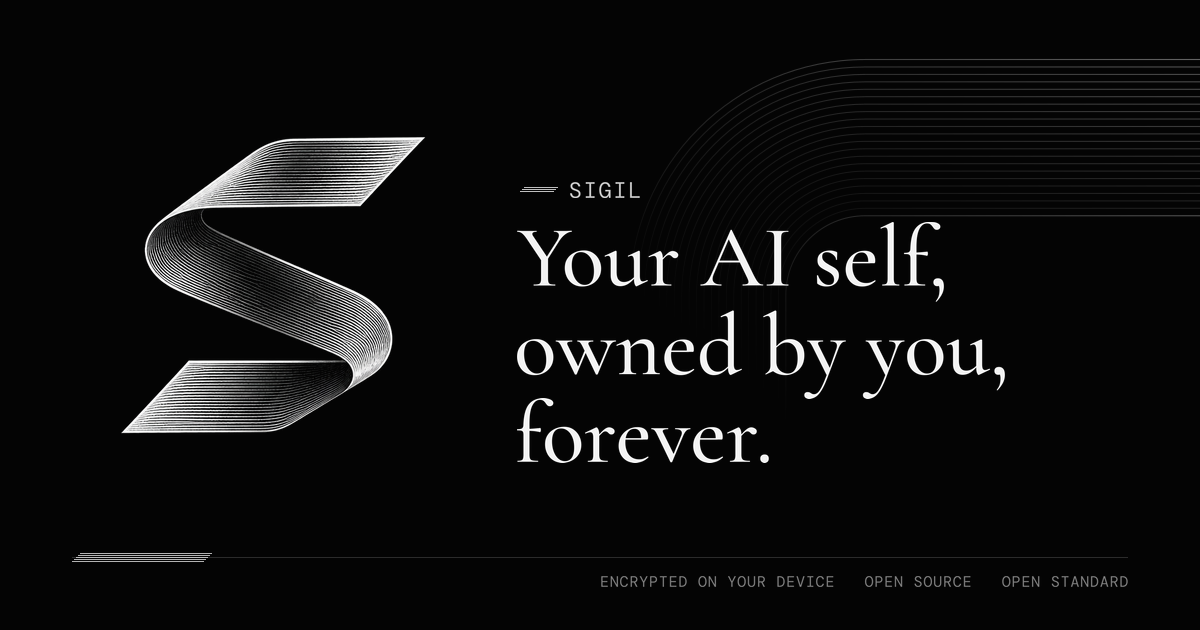 SIGIL
Your AI self,
owned by you,
forever.
ENCRYPTED ON YOUR DEVICE OPEN SOURCE OPEN STANDARD